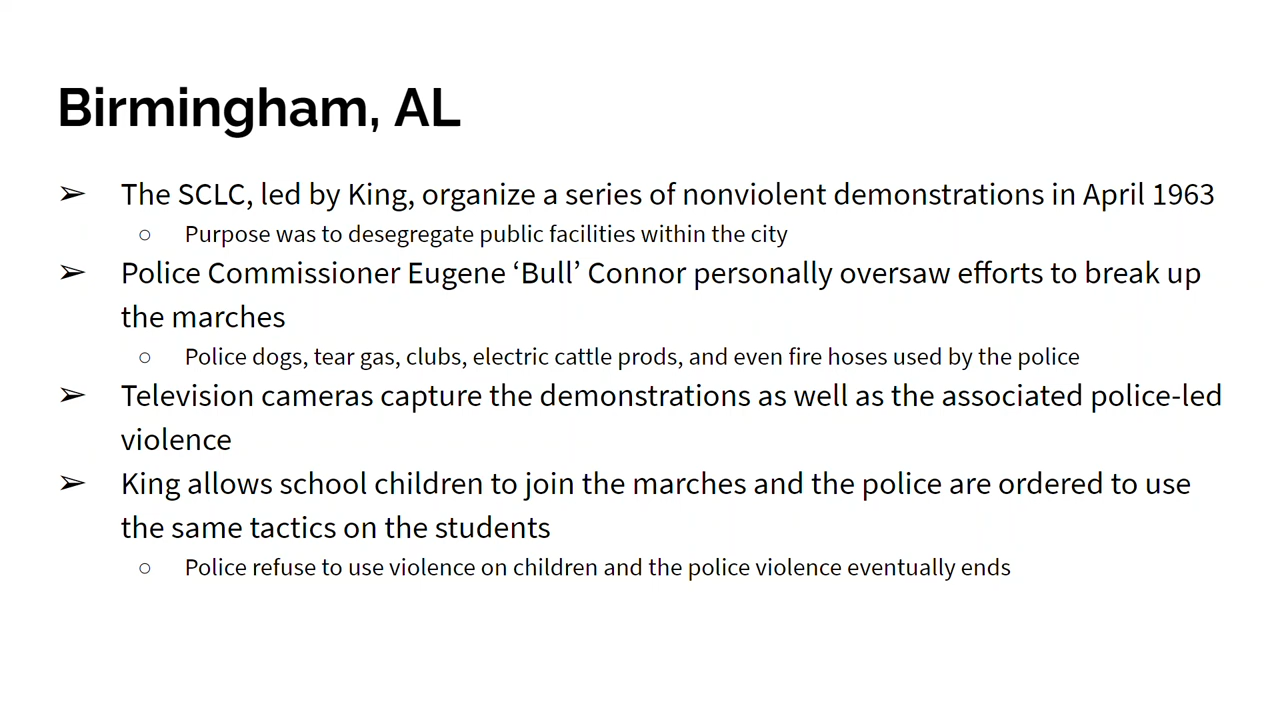 Birmingham, AL
➢ The SCLC, led by King, organize a series of nonviolent demonstrations in April 1963
○ Purpose was to desegregate public facilities within the city
➢ Police Commissioner Eugene ‘Bull’ Connor personally oversaw efforts to break up
the marches
○ Police dogs, tear gas, clubs, electric cattle prods, and even fire hoses used by the police
➢ Television cameras capture the demonstrations as well as the associated police-led
violence
➢ King allows school children to join the marches and the police are ordered to use
the same tactics on the students
○ Police refuse to use violence on children and the police violence eventually ends